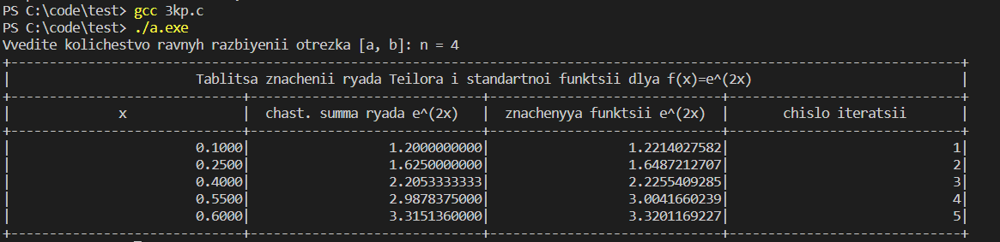 PS C:\code\test> gcc 3kp.c
PS C:\code\test> ./a.exe
Vvedite kolichestvo ravnyh razbiyenii otrezka [a, b]: n = 4
+-----------------------------------------------------------------------------------------------------------+
| Tablitsa znachenii ryada Teilora i standartnoi funktsii dlya f(x)=e^(2x) |
+---------------------------+--------------------------+--------------------------+--------------------------+
| x | chast. summa ryada e^(2x) | znachenyya funktsii e^(2x) | chislo iteratsii |
+---------------------------+--------------------------+--------------------------+--------------------------+
| 0.1000| 1.2000000000| 1.2214027582| 1|
| 0.2500| 1.6250000000| 1.6487212707| 2|
| 0.4000| 2.2053333333| 2.2255409285| 3|
| 0.5500| 2.9878375000| 3.0041660239| 4|
| 0.6000| 3.3151360000| 3.3201169227| 5|
+---------------------------+--------------------------+--------------------------+--------------------------+